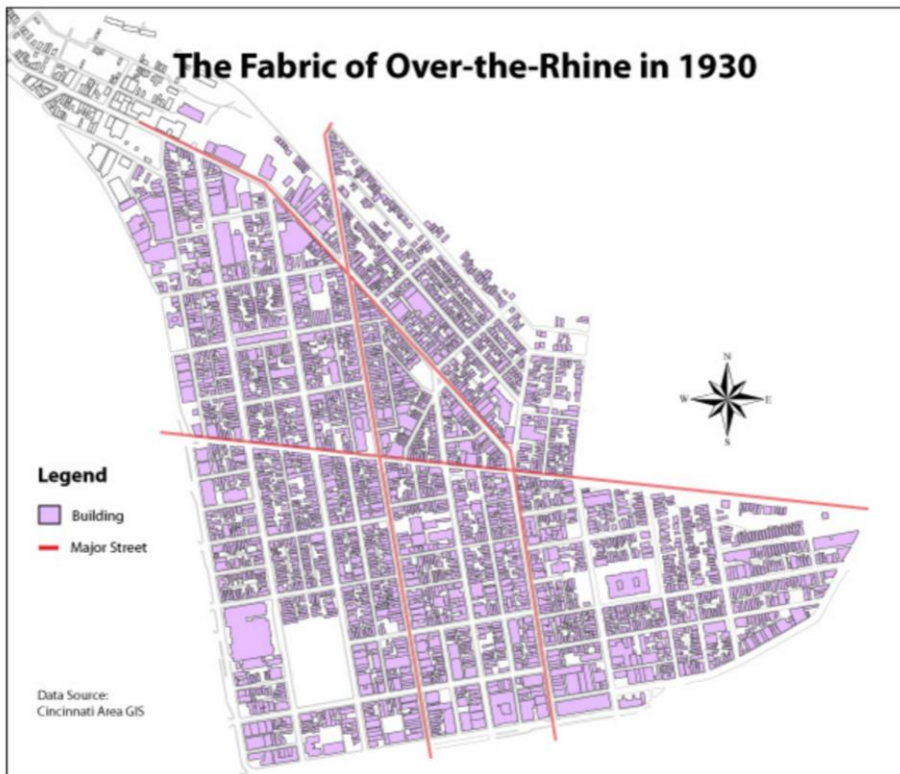 The Fabric of Over-the-Rhine in 1930
N
W E
S
Legend
Building
Major Street
Data Source:
Cincinnati Area GIS